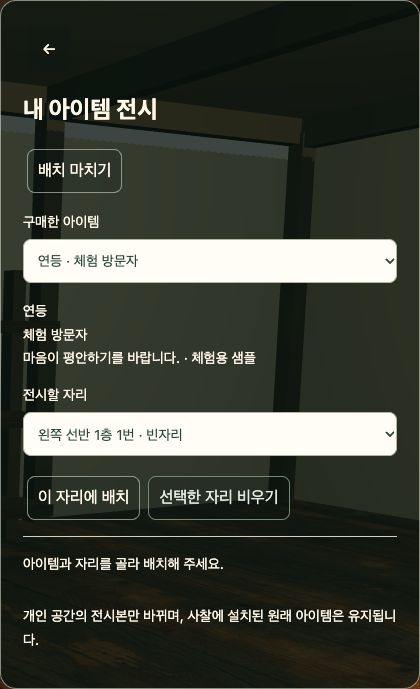 ←
내 아이템 전시
배치 마치기
구매한 아이템
연등 · 체험 방문자
연등
체험 방문자
마음이 평안하기를 바랍니다. · 체험용 샘플
전시할 자리
왼쪽 선반 1층 1번 · 빈자리
이 자리에 배치 선택한 자리 비우기
아이템과 자리를 골라 배치해 주세요.
개인 공간의 전시본만 바뀌며, 사찰에 설치된 원래 아이템은 유지됩니
다.